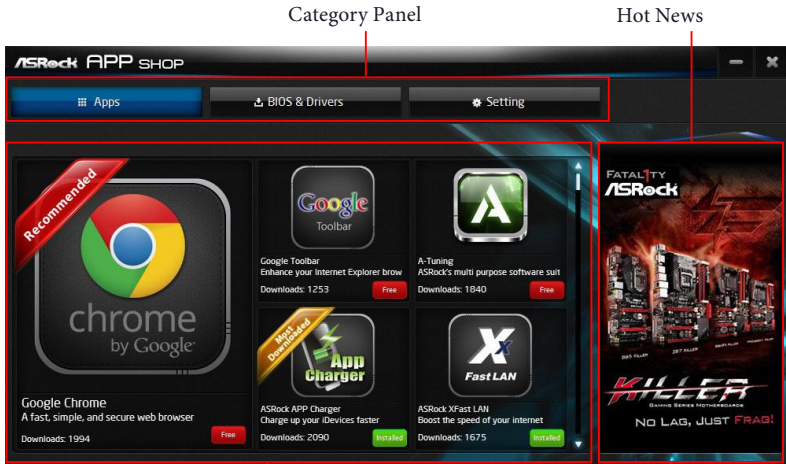 Category Panel
Hot News
ASRock APP SHOP
Apps
BIOS & Drivers
Setting
Recommended
chrome
by Google
Google Chrome
A fast, simple, and secure web browser
Downloads: 1994
Free
Google
Toolbar
Google Toolbar
Enhance your Internet Explorer brow
Downloads: 1253
Free
A
A-Tuning
ASRock's multi purpose software suit
Downloads: 1840
Free
Most
Downloaded
App
Charger
ASRock APP Charger
Charge up your iDevices faster
Downloads: 2090
Installed
X
Fast LAN
ASRock XFast LAN
Boost the speed of your internet
Downloads: 1675
Installed
FATAL1TY
ASRock
Z87 KILLER
KILLER
GAMING SERIES MOTHERBOARDS
NO LAG, JUST FRAG!